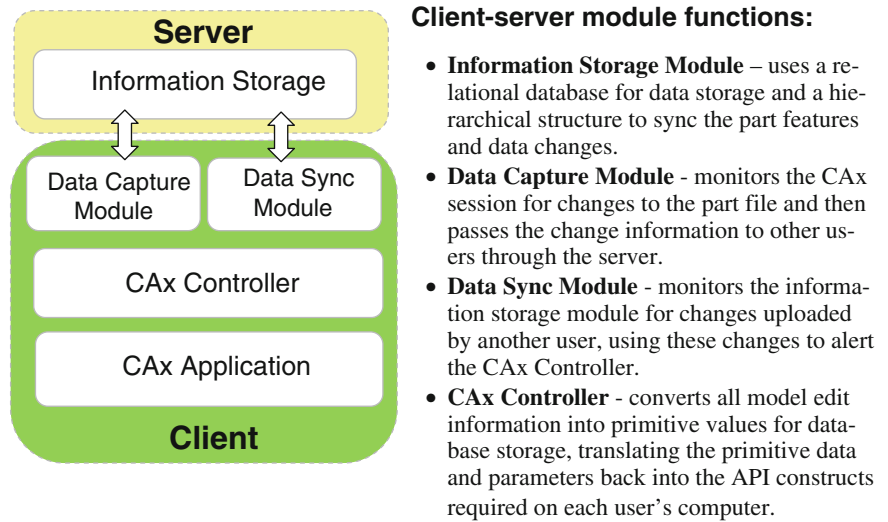 Server
Information Storage
Data Capture
Module
Data Sync
Module
CAx Controller
CAx Application
Client
Client-server module functions:
• Information Storage Module – uses a re-
lational database for data storage and a hie-
rarchical structure to sync the part features
and data changes.
• Data Capture Module - monitors the CAx
session for changes to the part file and then
passes the change information to other us-
ers through the server.
• Data Sync Module - monitors the informa-
tion storage module for changes uploaded
by another user, using these changes to alert
the CAx Controller.
• CAx Controller - converts all model edit
information into primitive values for data-
base storage, translating the primitive data
and parameters back into the API constructs
required on each user's computer.